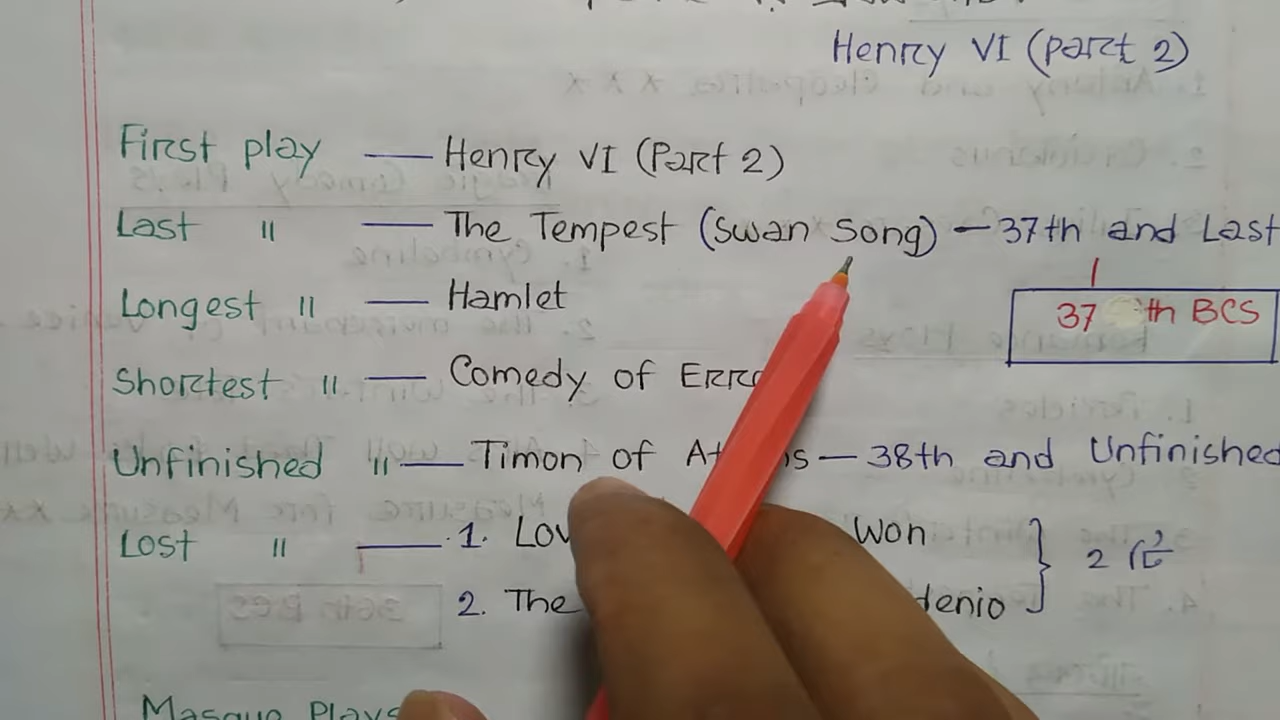 Henry VI (part 2)
First play — Henry VI (Part 2)
Last " — The Tempest (Swan Song) — 37th and Last
37 th BCS
Longest " — Hamlet
Shortest " — Comedy of Erro
Unfinished " — Timon of At s — 38th and Unfinished
Lost " — 1. Lov Won
2. The denio
2
Masque Plays